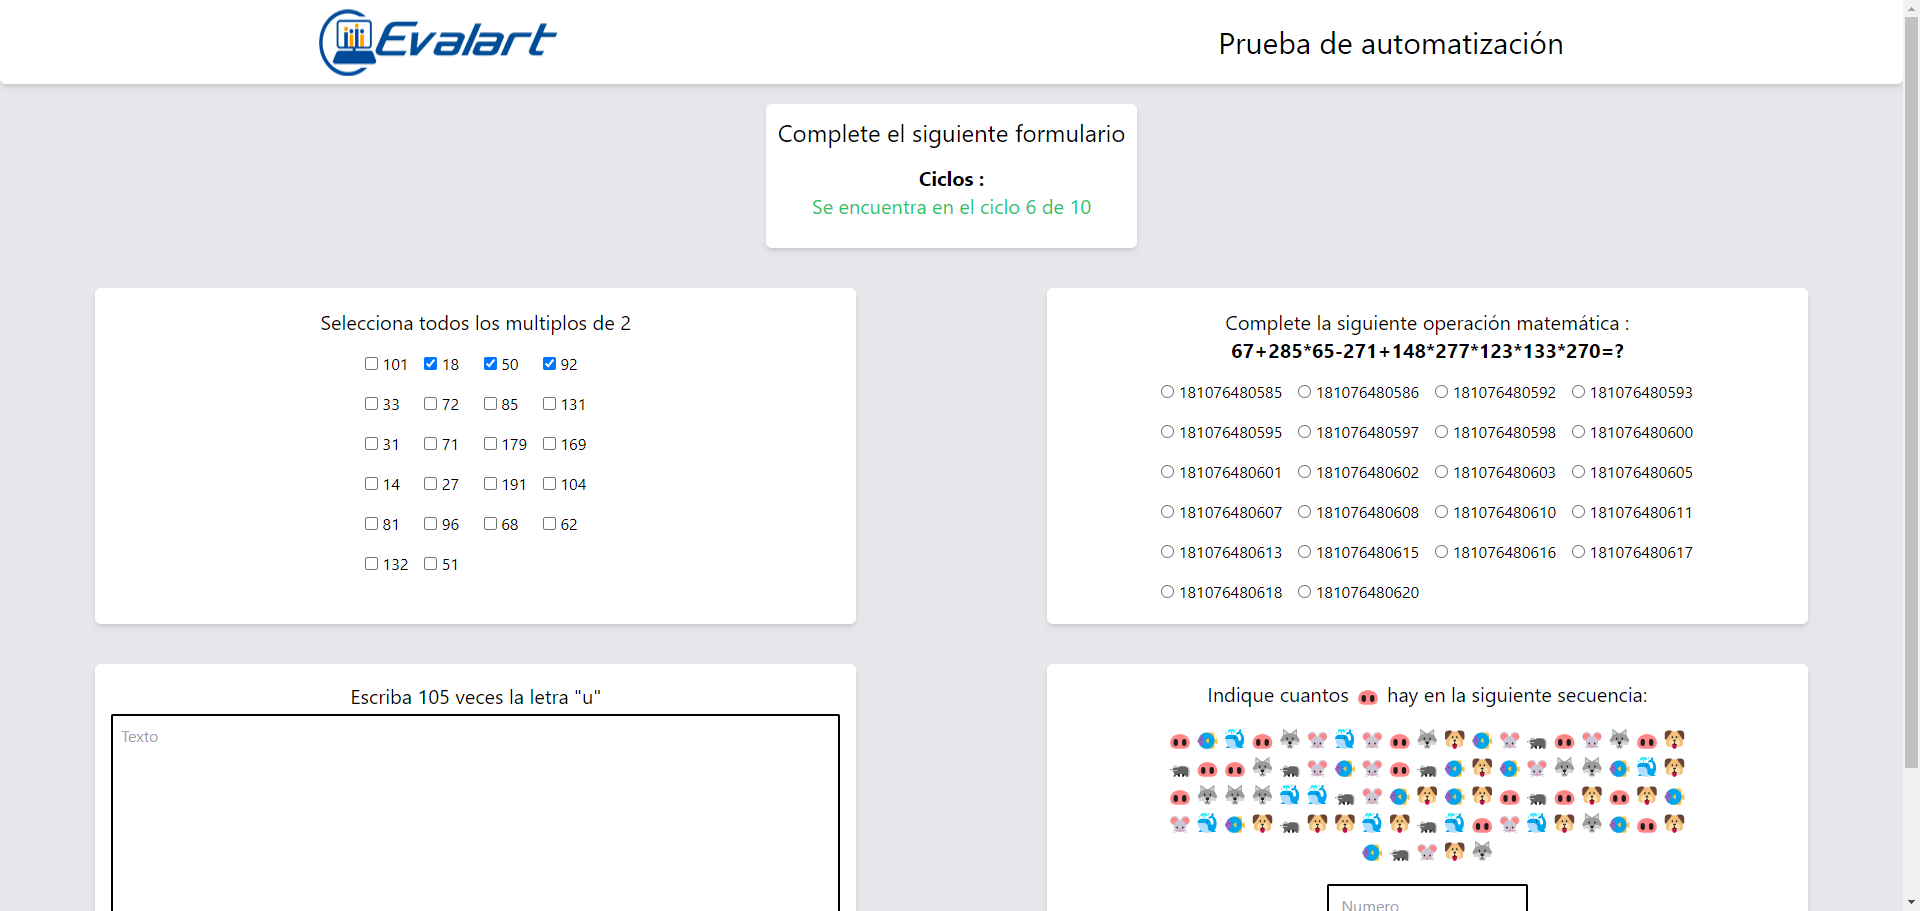 Evalart
Prueba de automatización
Complete el siguiente formulario
Ciclos :
Se encuentra en el ciclo 6 de 10
Selecciona todos los multiplos de 2
101 18 50 92
33 72 85 131
31 71 179 169
14 27 191 104
81 96 68 62
132 51
Complete la siguiente operación matemática :
67+285*65-271+148*277*123*133*270=?
181076480585 181076480586 181076480592 181076480593
181076480595 181076480597 181076480598 181076480600
181076480601 181076480602 181076480603 181076480605
181076480607 181076480608 181076480610 181076480611
181076480613 181076480615 181076480616 181076480617
181076480618 181076480620
Escriba 105 veces la letra "u"
Texto
Indique cuantos hay en la siguiente secuencia:
Numero